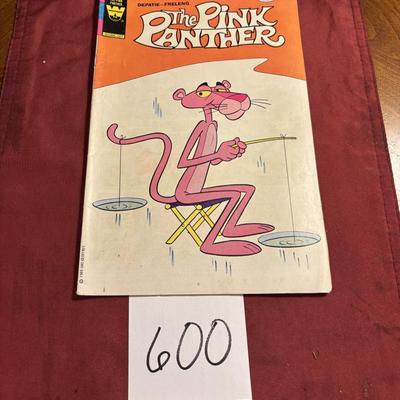 DEPATIE-FRELENG
The PINK
PANTHER
600